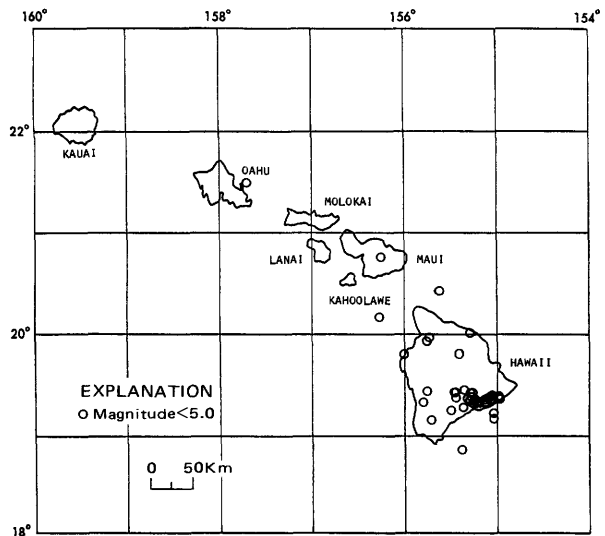 160° 158° 156° 154°
22°
KAUAI
OAHU
MOLOKAI
LANAI
MAUI
KAHOOLAWE
20°
HAWAII
EXPLANATION
O Magnitude<5.0
0 50Km
18°